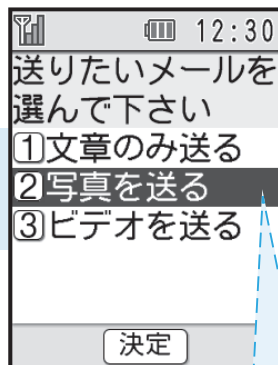 12:30
送りたいメールを
選んで下さい
1文章のみ送る
2写真を送る
3ビデオを送る
決定